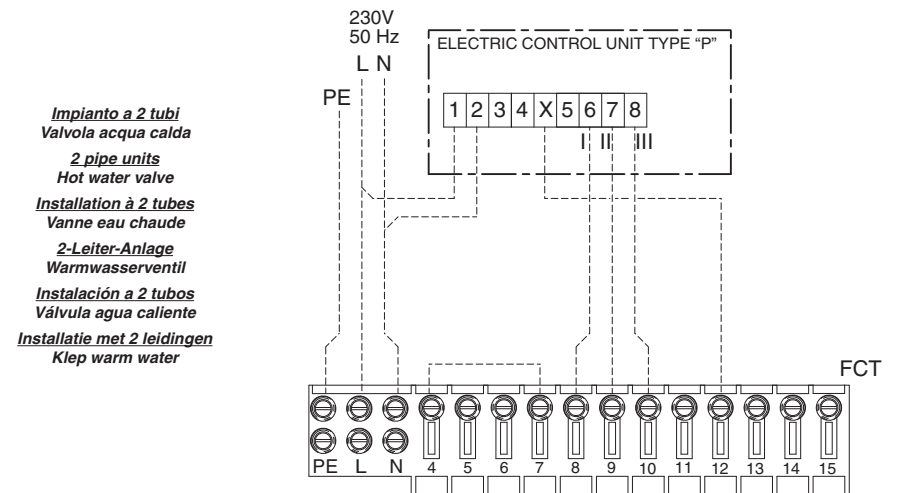 230V
50 Hz
L N
PE
ELECTRIC CONTROL UNIT TYPE “P”
1 2 3 4 X 5 6 7 8
I II III
Impianto a 2 tubi
Valvola acqua calda
2 pipe units
Hot water valve
Installation à 2 tubes
Vanne eau chaude
2-Leiter-Anlage
Warmwasserventil
Instalación a 2 tubos
Válvula agua caliente
Installatie met 2 leidingen
Klep warm water
FCT
PE L N 4 5 6 7 8 9 10 11 12 13 14 15